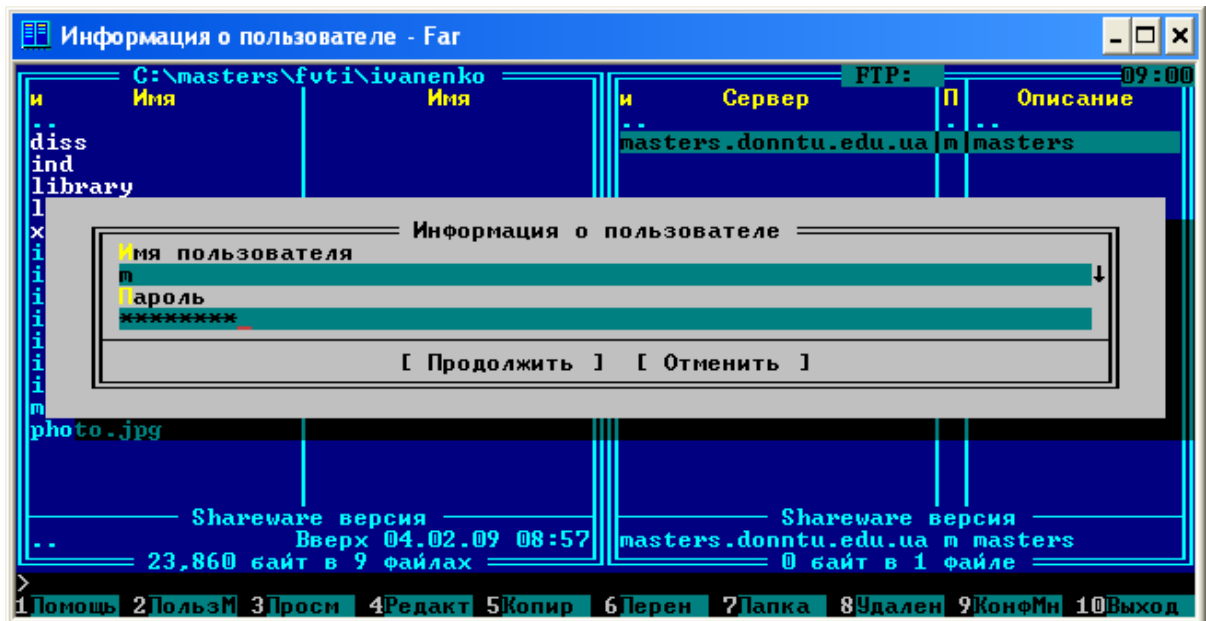 Информация о пользователе - Far
C:\masters\fvti\ivanenko FTP: 09:00
и Имя Имя и Сервер П Описание
.. .. . ..
diss masters.donntu.edu.ua m masters
ind
library
l
x Информация о пользователе
i Имя пользователя
i m ↓
i Пароль
i ********
i
i [ Продолжить ] [ Отменить ]
i
m
photo.jpg
Shareware версия Shareware версия
.. Вверх 04.02.09 08:57 masters.donntu.edu.ua m masters
23,860 байт в 9 файлах 0 байт в 1 файле
>
1Помощь 2ПользМ 3Просм 4Редакт 5Копир 6Перен 7Папка 8Удален 9КонфМн 10Выход